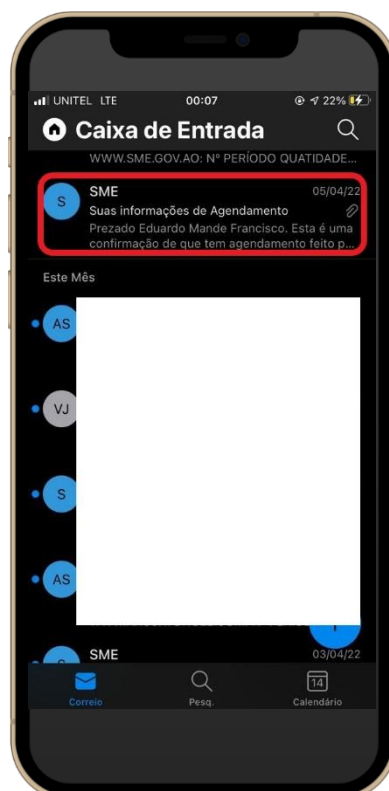 UNITEL LTE 00:07 22%
Caixa de Entrada
WWW.SME.GOV.AO: Nº PERÍODO QUATIDADE...
S SME 05/04/22
Suas informações de Agendamento
Prezado Eduardo Mande Francisco. Esta é uma
confirmação de que tem agendamento feito p...
Este Mês
AS
VJ
S
AS
SME 03/04/22
14
Correio Pesq. Calendário